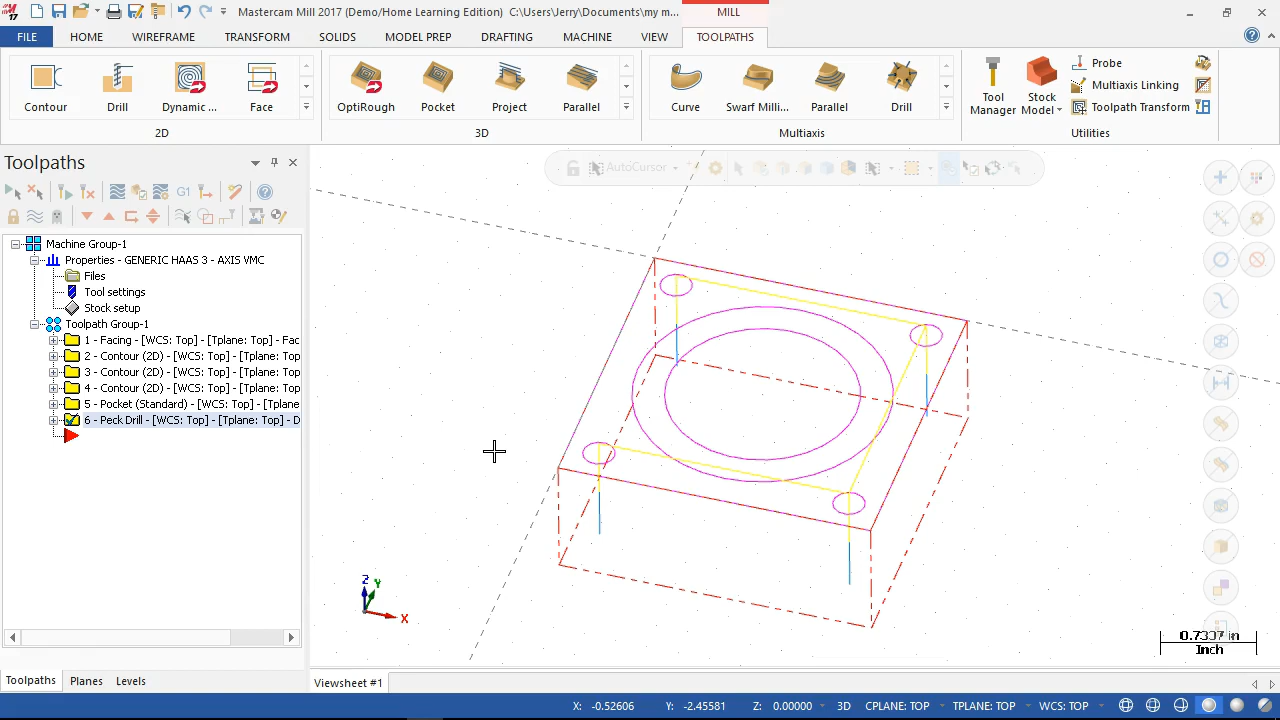 17
Mastercam Mill 2017 (Demo/Home Learning Edition) C:\Users\Jerry\Documents\my m...
MILL
FILE HOME WIREFRAME TRANSFORM SOLIDS MODEL PREP DRAFTING MACHINE VIEW TOOLPATHS
Contour Drill Dynamic ... Face
OptiRough Pocket Project Parallel
Curve Swarf Milli... Parallel Drill
Tool Manager
Stock Model
Probe
Multiaxis Linking
Toolpath Transform
2D 3D Multiaxis Utilities
Toolpaths
AutoCursor
G1
Machine Group-1
Properties - GENERIC HAAS 3 - AXIS VMC
Files
Tool settings
Stock setup
Toolpath Group-1
1 - Facing - [WCS: Top] - [Tplane: Top] - Fac
2 - Contour (2D) - [WCS: Top] - [Tplane: Top
3 - Contour (2D) - [WCS: Top] - [Tplane: Top
4 - Contour (2D) - [WCS: Top] - [Tplane: Top
5 - Pocket (Standard) - [WCS: Top] - [Tplane
6 - Peck Drill - [WCS: Top] - [Tplane: Top] - D
Z
Y
X
0.7337 in
Inch
Toolpaths Planes Levels
Viewsheet #1
X: -0.52606 Y: -2.45581 Z: 0.00000 3D CPLANE: TOP TPLANE: TOP WCS: TOP